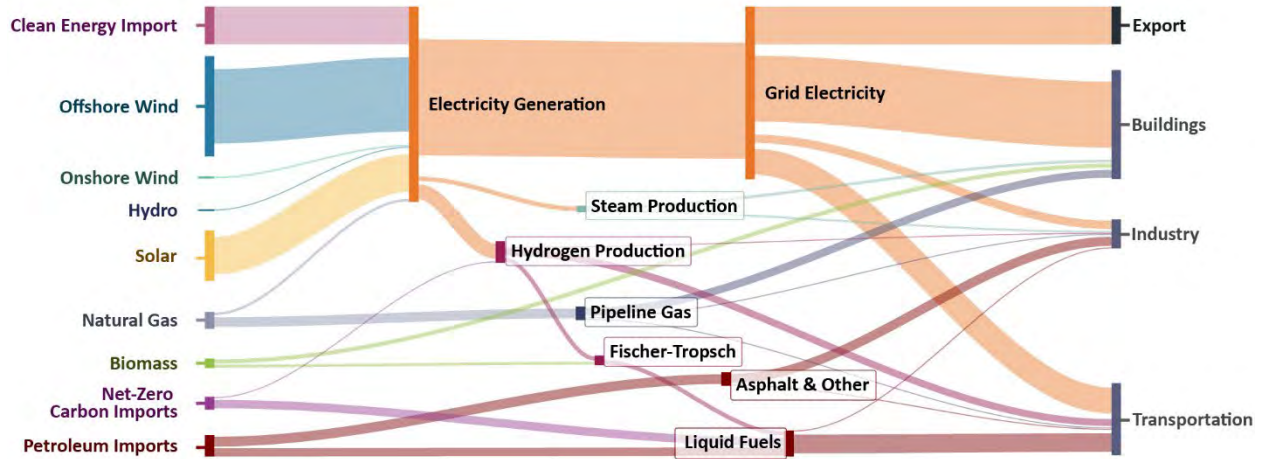 Clean Energy Import
Offshore Wind
Onshore Wind
Hydro
Solar
Natural Gas
Biomass
Net-Zero
Carbon Imports
Petroleum Imports
Electricity Generation
Steam Production
Hydrogen Production
Pipeline Gas
Fischer-Tropsch
Asphalt & Other
Liquid Fuels
Grid Electricity
Export
Buildings
Industry
Transportation